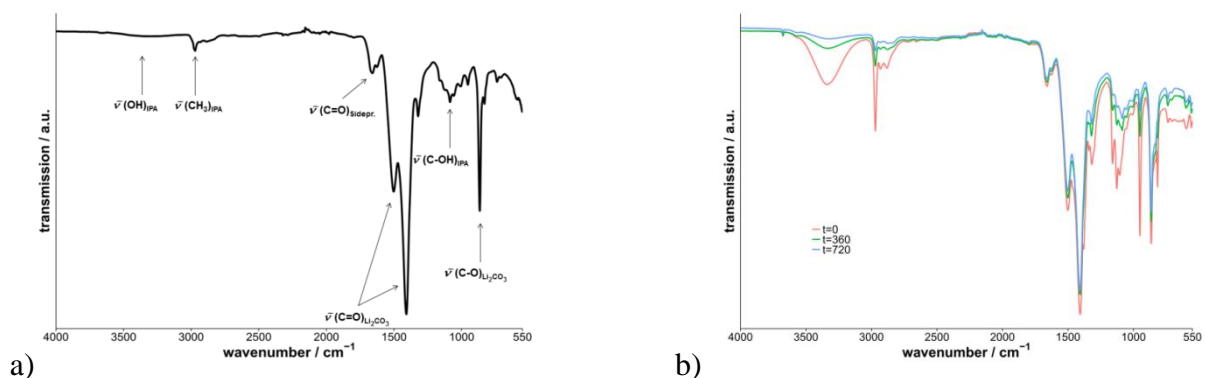 transmission / a.u.
ν̃ (OH)IPA
ν̃ (CH3)IPA
ν̃ (C=O)Sidepr.
ν̃ (C-OH)IPA
ν̃ (C-O)Li2CO3
ν̃ (C=O)Li2CO3
4000 3500 3000 2500 2000 1500 1000 550
wavenumber / cm⁻¹
a)
transmission / a.u.
t=0
t=360
t=720
4000 3500 3000 2500 2000 1500 1000 550
wavenumber / cm⁻¹
b)